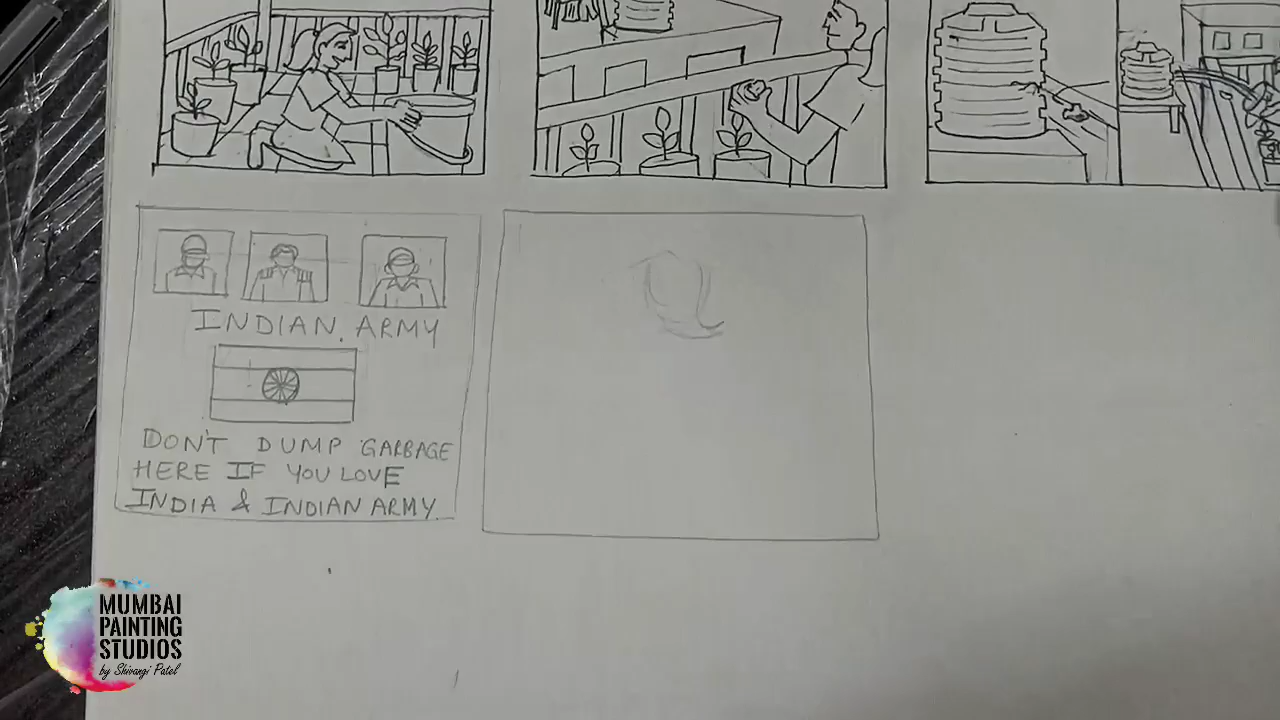 INDIAN ARMY
DON'T DUMP GARBAGE
HERE IF YOU LOVE
INDIA & INDIAN ARMY
MUMBAI
PAINTING
STUDIOS
by Shivangi Patel